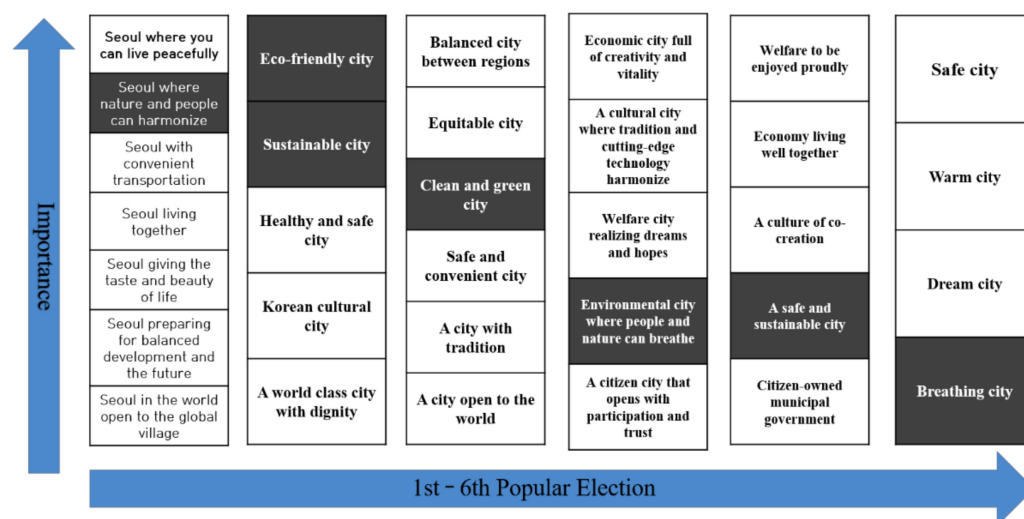 Importance
Seoul where you
can live peacefully
Seoul where
nature and people
can harmonize
Seoul with
convenient
transportation
Seoul living
together
Seoul giving the
taste and beauty
of life
Seoul preparing
for balanced
development and
the future
Seoul in the world
open to the global
village
Eco-friendly city
Sustainable city
Healthy and safe
city
Korean cultural
city
A world class city
with dignity
Balanced city
between regions
Equitable city
Clean and green
city
Safe and
convenient city
A city with
tradition
A city open to the
world
Economic city full
of creativity and
vitality
A cultural city
where tradition and
cutting-edge
technology
harmonize
Welfare city
realizing dreams
and hopes
Environmental city
where people and
nature can breathe
A citizen city that
opens with
participation and
trust
Welfare to be
enjoyed proudly
Economy living
well together
A culture of co-
creation
A safe and
sustainable city
Citizen-owned
municipal
government
Safe city
Warm city
Dream city
Breathing city
1st – 6th Popular Election